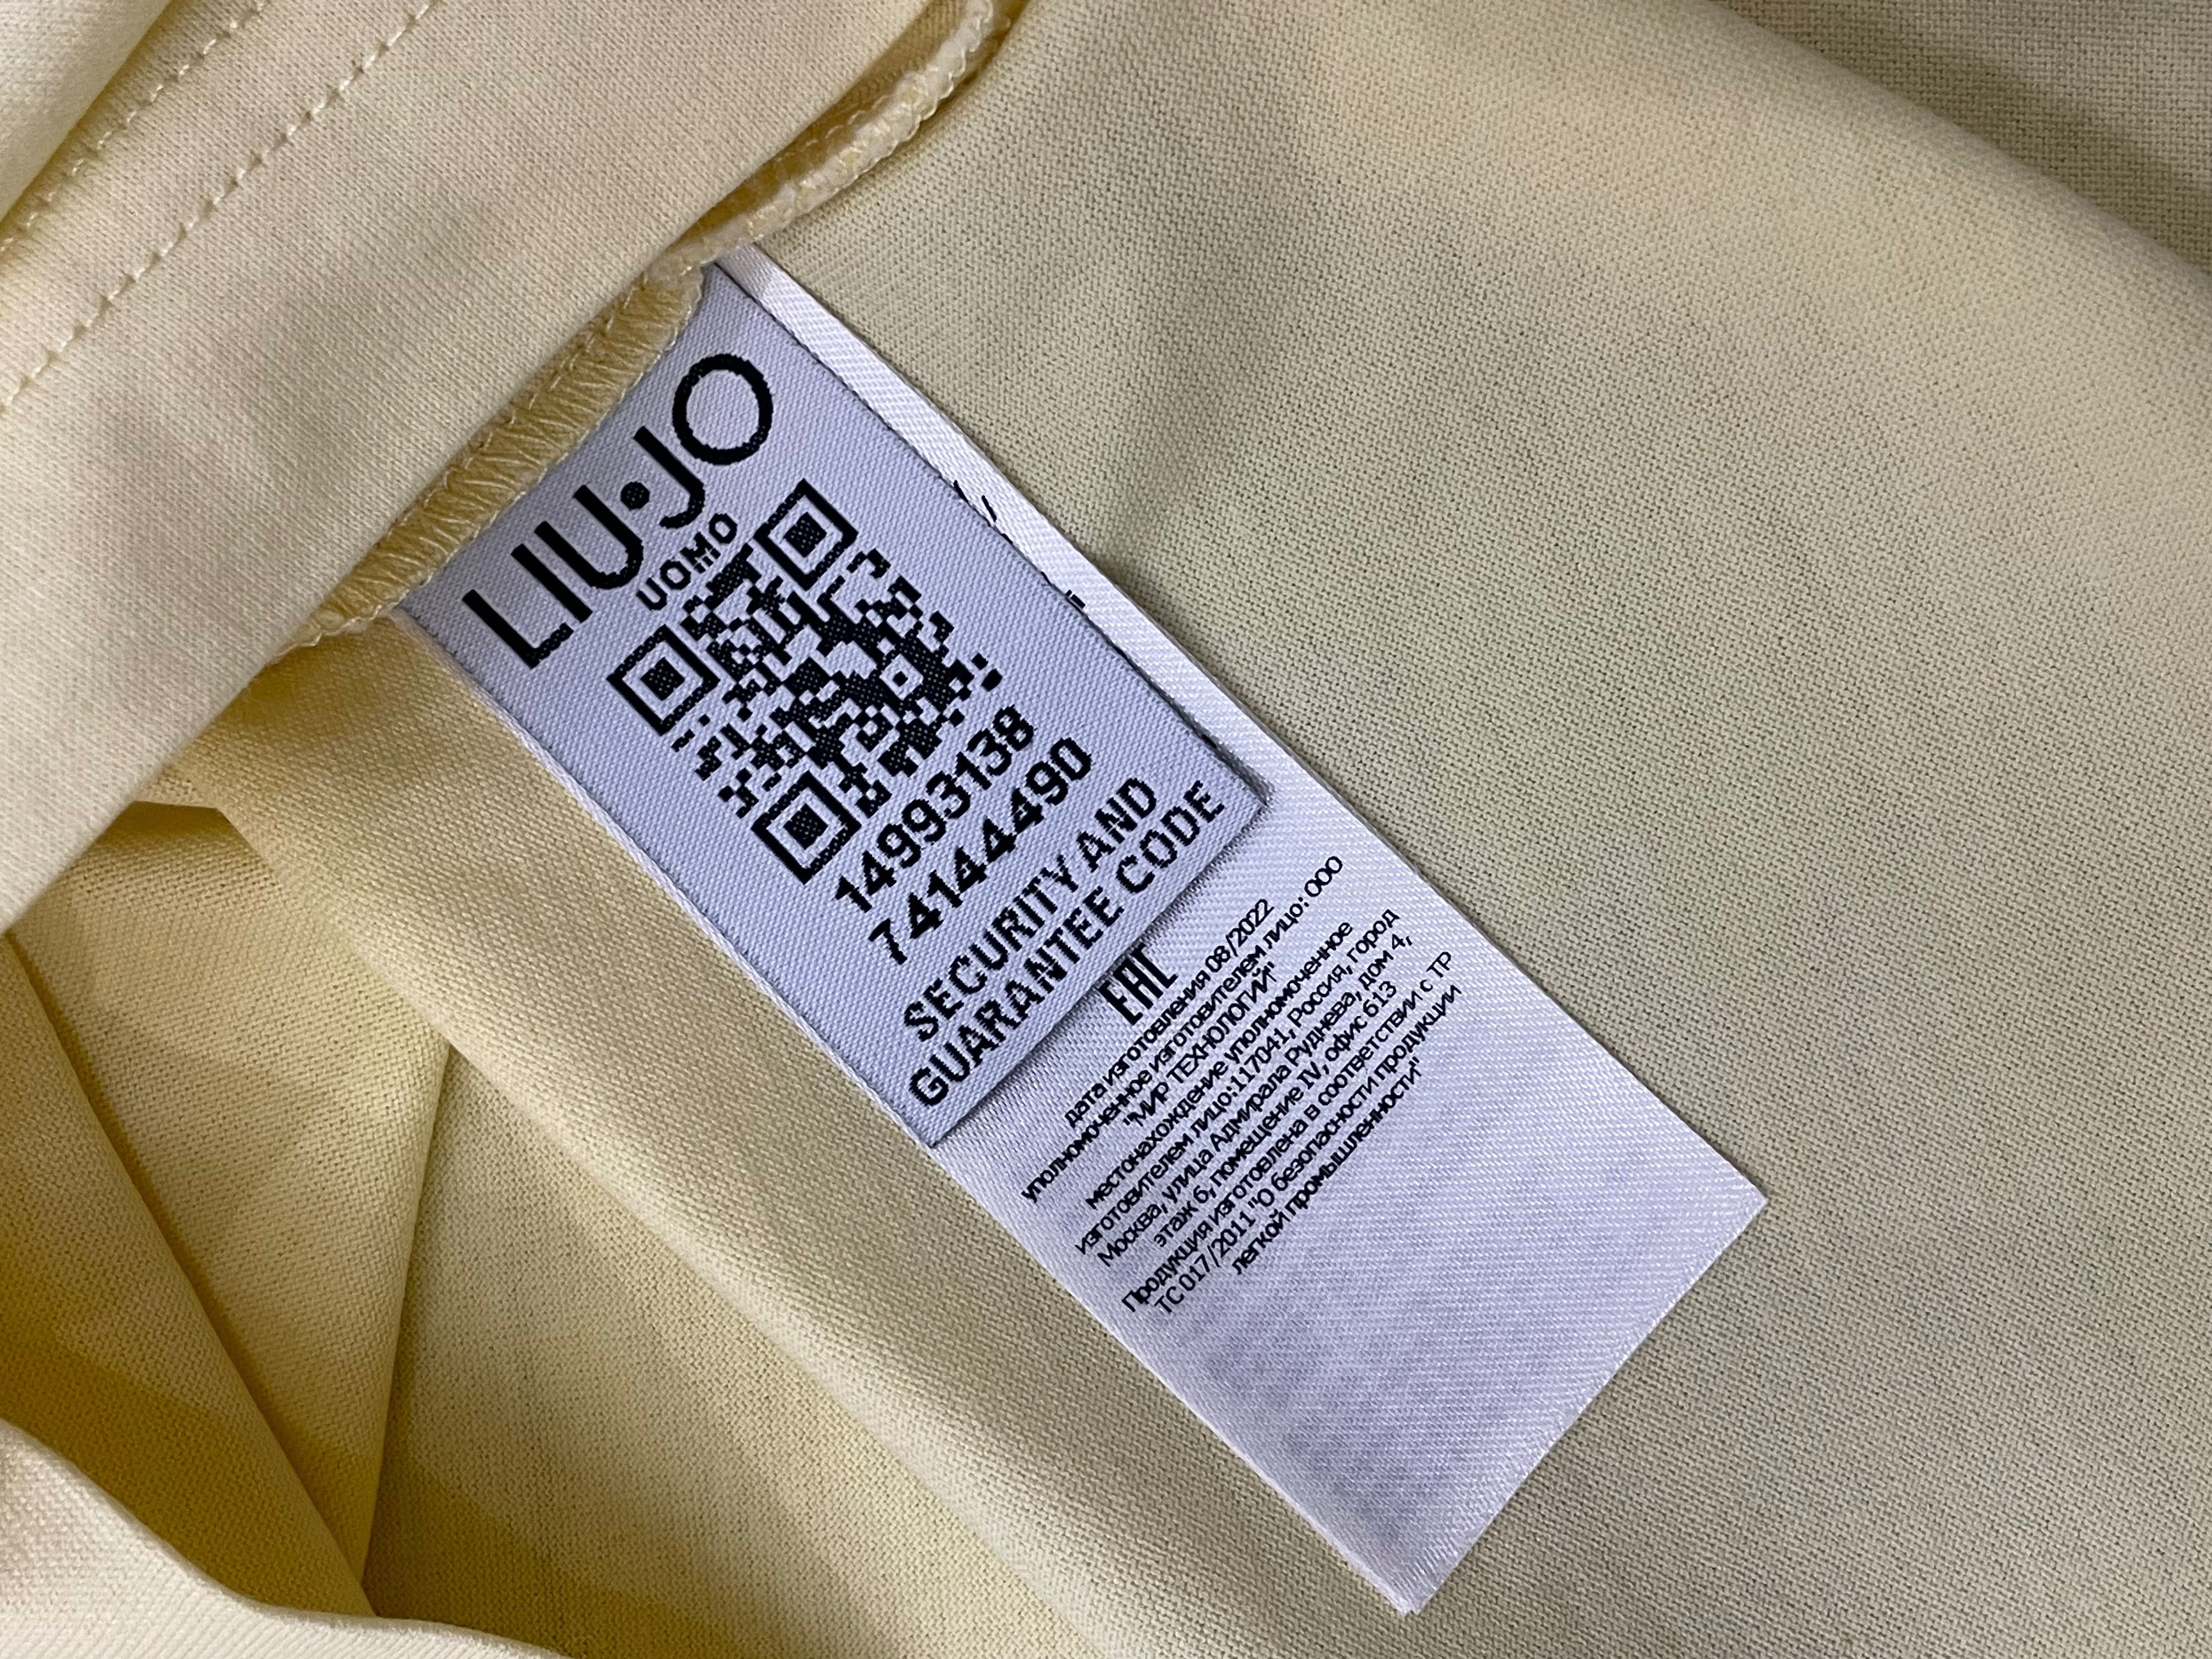 LIU·JO
UOMO
14993138
74144490
SECURITY AND
GUARANTEE CODE
EAC
дата изготовления 08/2022
уполномоченное изготовителем лицо: ООО
"МИР ТЕХНОЛОГИЙ"
местонахождение уполномоченное
изготовителем лицо:117041, Россия, город
Москва, улица Адмирала Руднева, дом 4,
этаж 6, помещение IV, офис 613
Продукция изготовлена в соответствии с ТР
ТС 017/2011 "О безопасности продукции
легкой промышленности"